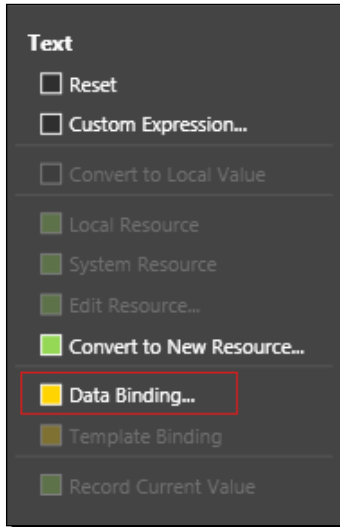 Text
Reset
Custom Expression...
Convert to Local Value
Local Resource
System Resource
Edit Resource...
Convert to New Resource...
Data Binding...
Template Binding
Record Current Value